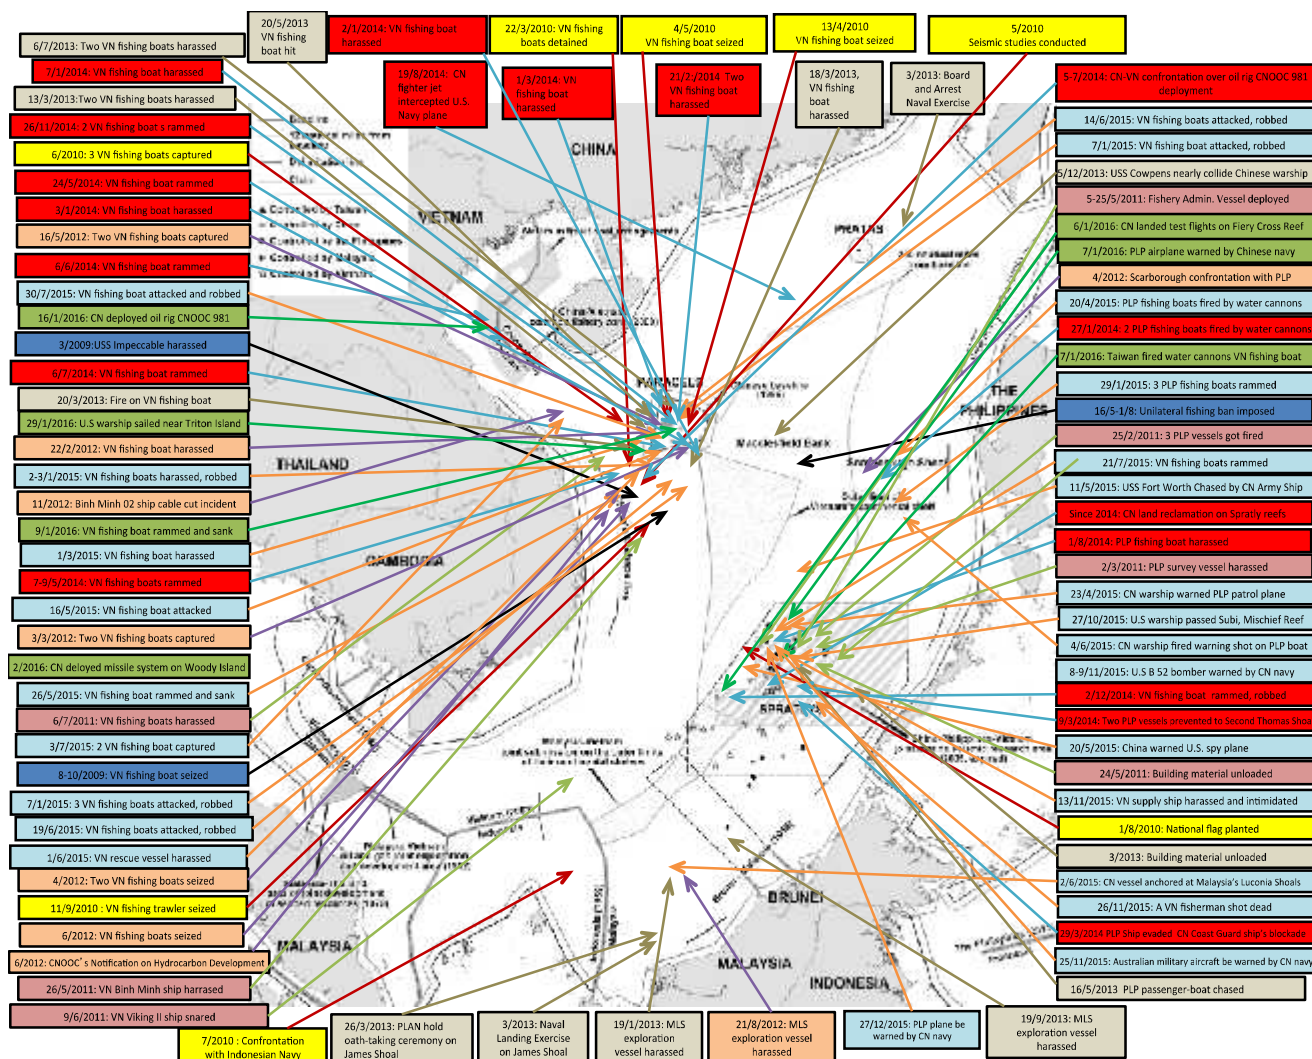 20/5/2013
VN fishing
boat hit
2/1/2014: VN fishing boat
harassed
22/3/2010: VN fishing
boats detained
4/5/2010
VN fishing boat seized
13/4/2010
VN fishing boat seized
5/2010
Seismic studies conducted
19/8/2014: CN
fighter jet
intercepted U.S.
Navy plane
1/3/2014: VN
fishing boat
harassed
21/2/2014 Two
VN fishing boat
harassed
18/3/2013,
VN fishing
boat
harassed
3/2013: Board
and Arrest
Naval Exercise
6/7/2013: Two VN fishing boats harassed
7/1/2014: VN fishing boat harassed
13/3/2013:Two VN fishing boats harassed
26/11/2014: 2 VN fishing boat s rammed
6/2010: 3 VN fishing boats captured
24/5/2014: VN fishing boat rammed
3/1/2014: VN fishing boat harassed
16/5/2012: Two VN fishing boats captured
6/6/2014: VN fishing boat rammed
30/7/2015: VN fishing boat attacked and robbed
16/1/2016: CN deployed oil rig CNOOC 981
3/2009:USS Impeccable harassed
6/7/2014: VN fishing boat rammed
20/3/2013: Fire on VN fishing boat
29/1/2016: U.S warship sailed near Triton Island
22/2/2012: VN fishing boat harassed
2-3/1/2015: VN fishing boats harassed, robbed
11/2012: Binh Minh 02 ship cable cut incident
9/1/2016: VN fishing boat rammed and sank
1/3/2015: VN fishing boat harassed
7-9/5/2014: VN fishing boats rammed
16/5/2015: VN fishing boat attacked
3/3/2012: Two VN fishing boats captured
2/2016: CN deloyed missile system on Woody Island
26/5/2015: VN fishing boat rammed and sank
6/7/2011: VN fishing boats harassed
3/7/2015: 2 VN fishing boat captured
8-10/2009: VN fishing boat seized
7/1/2015: 3 VN fishing boats attacked, robbed
19/6/2015: VN fishing boats attacked, robbed
1/6/2015: VN rescue vessel harassed
4/2012: Two VN fishing boats seized
11/9/2010 : VN fishing trawler seized
6/2012: VN fishing boats seized
6/2012: CNOOC's Notification on Hydrocarbon Development
26/5/2011: VN Binh Minh ship harrased
9/6/2011: VN Viking II ship snared
CHINA
VIETNAM
PRATAS
PARACELS
Macclesfield Bank
THE
PHILIPPINES
THAILAND
CAMBODIA
SPRATLYS
BRUNEI
MALAYSIA
MALAYSIA
INDONESIA
5-7/2014: CN-VN confrontation over oil rig CNOOC 981
deployment
14/6/2015: VN fishing boats attacked, robbed
7/1/2015: VN fishing boat attacked, robbed
5/12/2013: USS Cowpens nearly collide Chinese warship
5-25/5/2011: Fishery Admin. Vessel deployed
6/1/2016: CN landed test flights on Fiery Cross Reef
7/1/2016: PLP airplane warned by Chinese navy
4/2012: Scarborough confrontation with PLP
20/4/2015: PLP fishing boats fired by water cannons
27/1/2014: 2 PLP fishing boats fired by water cannons
7/1/2016: Taiwan fired water cannons VN fishing boat
29/1/2015: 3 PLP fishing boats rammed
16/5-1/8: Unilateral fishing ban imposed
25/2/2011: 3 PLP vessels got fired
21/7/2015: VN fishing boats rammed
11/5/2015: USS Fort Worth Chased by CN Army Ship
Since 2014: CN land reclamation on Spratly reefs
1/8/2014: PLP fishing boat harassed
2/3/2011: PLP survey vessel harassed
23/4/2015: CN warship warned PLP patrol plane
27/10/2015: U.S warship passed Subi, Mischief Reef
4/6/2015: CN warship fired warning shot on PLP boat
8-9/11/2015: U.S B 52 bomber warned by CN navy
2/12/2014: VN fishing boat rammed, robbed
9/3/2014: Two PLP vessels prevented to Second Thomas Shoal
20/5/2015: China warned U.S. spy plane
24/5/2011: Building material unloaded
13/11/2015: VN supply ship harassed and intimidated
1/8/2010: National flag planted
3/2013: Building material unloaded
2/6/2015: CN vessel anchored at Malaysia's Luconia Shoals
26/11/2015: A VN fisherman shot dead
29/3/2014 PLP Ship evaded CN Coast Guard ship's blockade
25/11/2015: Australian military aircraft be warned by CN navy
16/5/2013 PLP passenger-boat chased
7/2010 : Confrontation
with Indonesian Navy
26/3/2013: PLAN hold
oath-taking ceremony on
James Shoal
3/2013: Naval
Landing Exercise
on James Shoal
19/1/2013: MLS
exploration vessel
harassed
21/8/2012: MLS
exploration vessel
harassed
27/12/2015: PLP plane be
warned by CN navy
19/9/2013: MLS
exploration vessel
harassed